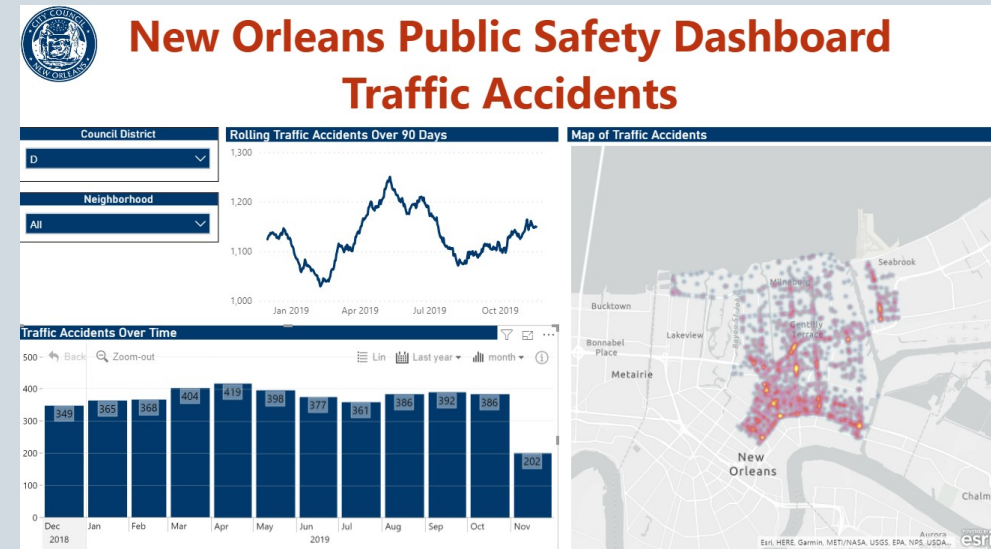 CITY COUNCIL
NEW ORLEANS
New Orleans Public Safety Dashboard
Traffic Accidents
Council District
D
Neighborhood
All
Rolling Traffic Accidents Over 90 Days
1,300
1,200
1,100
1,000
Jan 2019 Apr 2019 Jul 2019 Oct 2019
Map of Traffic Accidents
Seabrook
Milneburg
Bucktown
Gentilly
Terrace
Lakeview
Bonnabel
Place
Metairie
New
Orleans
Chalm
Aurora
Esri, HERE, Garmin, METI/NASA, USGS, EPA, NPS, USDA...
esri
Traffic Accidents Over Time
Back Zoom-out Lin Last year month
500
400
300
200
100
0
349 365 368 404 419 398 377 361 386 392 386 202
Dec Jan Feb Mar Apr May Jun Jul Aug Sep Oct Nov
2018 2019